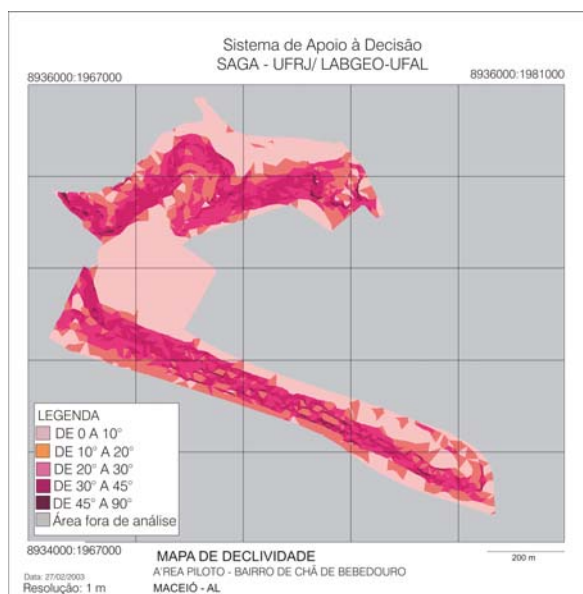 Sistema de Apoio à Decisão
SAGA - UFRJ/ LABGEO-UFAL
8936000:1967000
8936000:1981000
LEGENDA
DE 0 A 10°
DE 10° A 20°
DE 20° A 30°
DE 30° A 45°
DE 45° A 90°
Área fora de análise
8934000:1967000
MAPA DE DECLIVIDADE
200 m
Data: 27/02/2003
A'REA PILOTO - BAIRRO DE CHÃ DE BEBEDOURO
Resolução: 1 m
MACEIÓ - AL